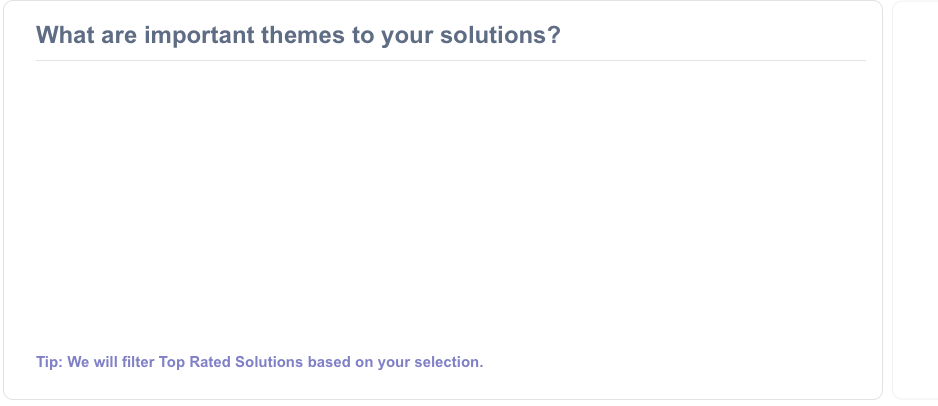 What are important themes to your solutions?
Tip: We will filter Top Rated Solutions based on your selection.